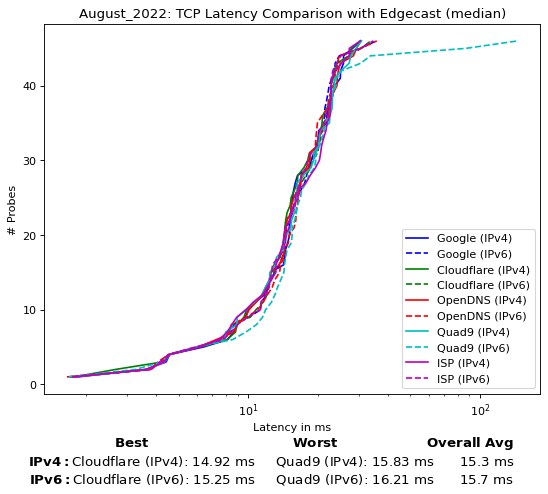 August_2022: TCP Latency Comparison with Edgecast (median)
# Probes
40
30
20
10
0
Google (IPv4)
Google (IPv6)
Cloudflare (IPv4)
Cloudflare (IPv6)
OpenDNS (IPv4)
OpenDNS (IPv6)
Quad9 (IPv4)
Quad9 (IPv6)
ISP (IPv4)
ISP (IPv6)
10¹ 10²
Latency in ms
Best Worst Overall Avg
IPv4: Cloudflare (IPv4): 14.92 ms Quad9 (IPv4): 15.83 ms 15.3 ms
IPv6: Cloudflare (IPv6): 15.25 ms Quad9 (IPv6): 16.21 ms 15.7 ms